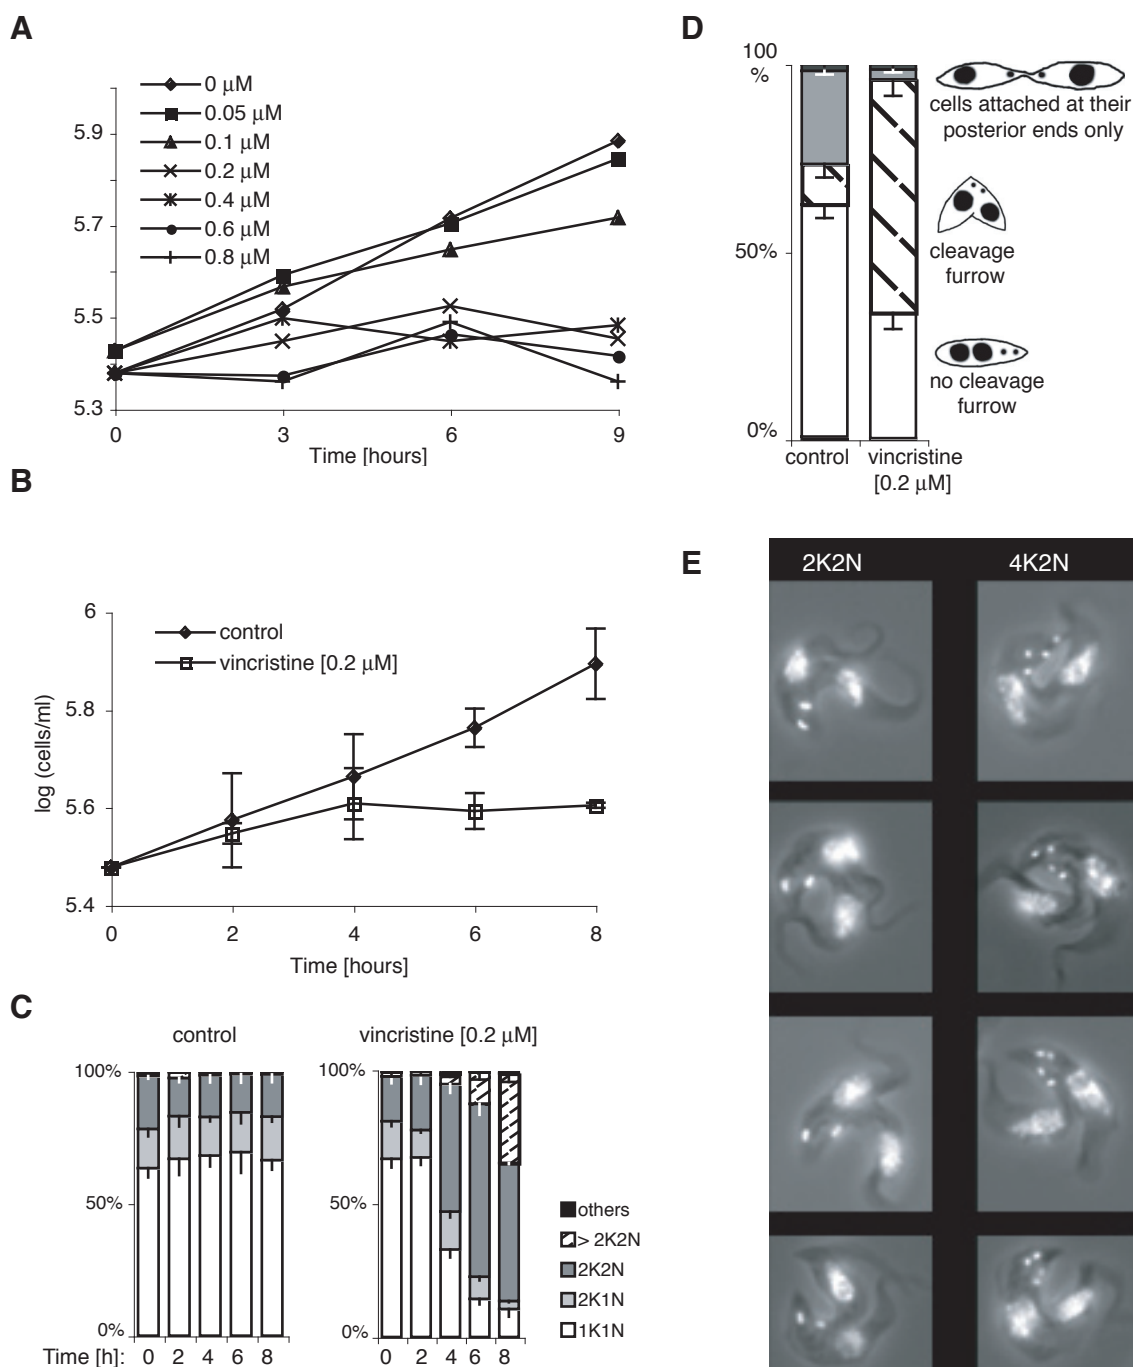 A
0 µM
0.05 µM
0.1 µM
0.2 µM
0.4 µM
0.6 µM
0.8 µM
5.9
5.7
5.5
5.3
0 3 6 9
Time [hours]
B
control
vincristine [0.2 µM]
6
5.8
5.6
5.4
log (cells/ml)
0 2 4 6 8
Time [hours]
C
control
100%
50%
0%
Time [h]: 0 2 4 6 8
vincristine [0.2 µM]
100%
50%
0%
0 2 4 6 8
others
> 2K2N
2K2N
2K1N
1K1N
D
100
%
50%
0%
control
vincristine
[0.2 µM]
cells attached at their
posterior ends only
cleavage
furrow
no cleavage
furrow
E
2K2N
4K2N